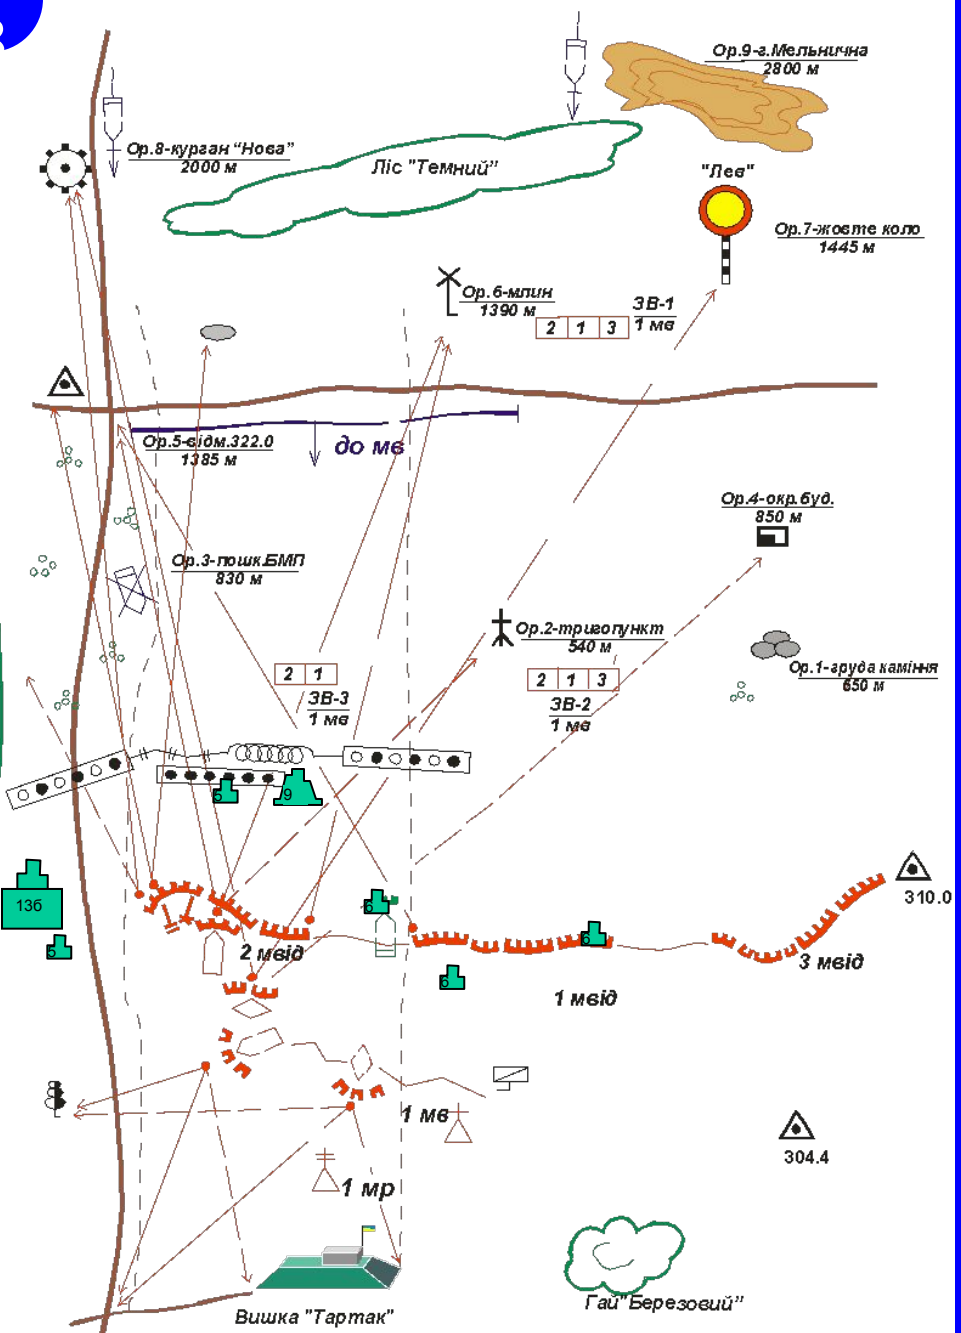 Ор.9-г.Мельнична
2800 м
Ор.8-курган "Нова"
2000 м
Ліс "Темний"
"Лев"
Ор.7-жовте коло
1445 м
Ор.6-млин
1390 м
ЗВ-1
1 мв
2 1 3
Ор.5-відм.322.0
1385 м
до мв
Ор.4-окр.буд.
850 м
Ор.3-пошк.БМП
830 м
Ор.2-тригопункт
540 м
Ор.1-груда каміння
650 м
2 1
ЗВ-3
1 мв
2 1 3
ЗВ-2
1 мв
5
9
13б
5
6
6
6
310.0
2 мвід
3 мвід
1 мвід
1 мв
304.4
1 мр
Вишка "Тартак"
Гай"Березовий"